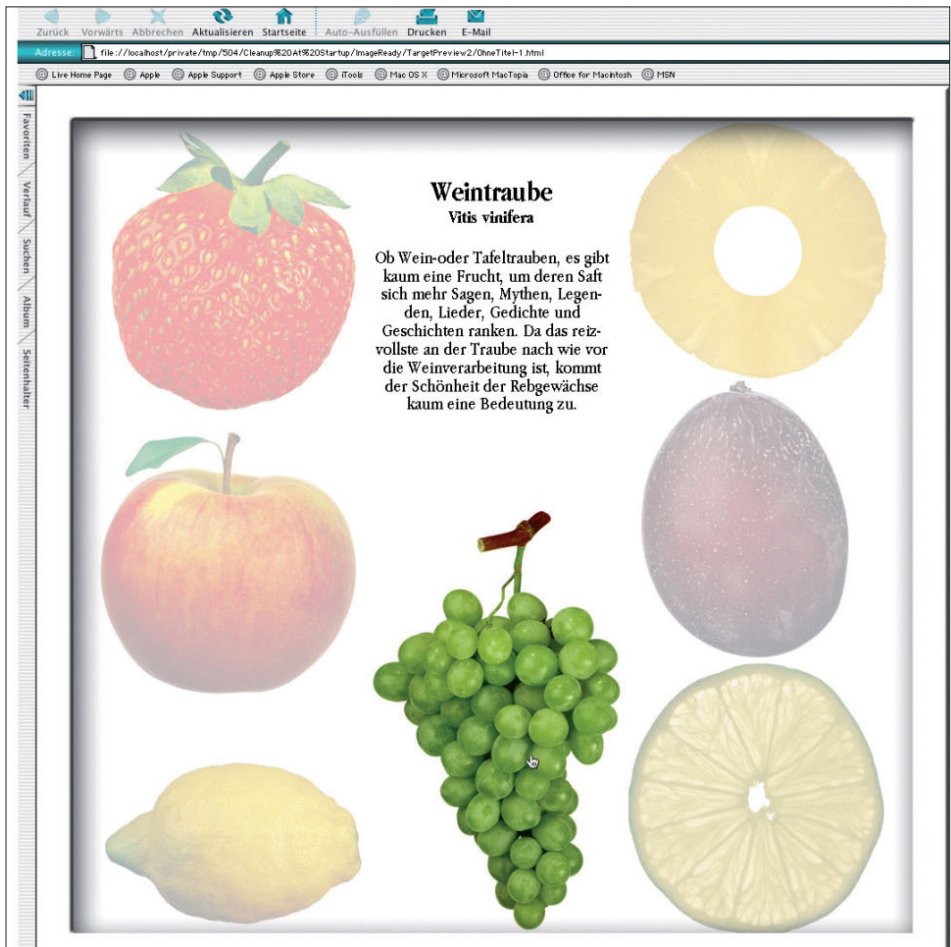 Zurück Vorwärts Abbrechen Aktualisieren Startseite Auto-Ausfüllen Drucken E-Mail
Adresse: file://localhost/private/tmp/504/Cleanup%20At%20Startup/ImageReady/TargetPreview2/OhneTitel-1.html
@ Live Home Page @ Apple @ Apple Support @ Apple Store @ iTools @ Mac OS X @ Microsoft MacTopia @ Office for Macintosh @ MSN
Favoriten
Verlauf
Suchen
Album
Seitenhalter
Weintraube
Vitis vinifera
Ob Wein-oder Tafeltrauben, es gibt
kaum eine Frucht, um deren Saft
sich mehr Sagen, Mythen, Legen-
den, Lieder, Gedichte und
Geschichten ranken. Da das reiz-
vollste an der Traube nach wie vor
die Weinverarbeitung ist, kommt
der Schönheit der Rebgewächse
kaum eine Bedeutung zu.